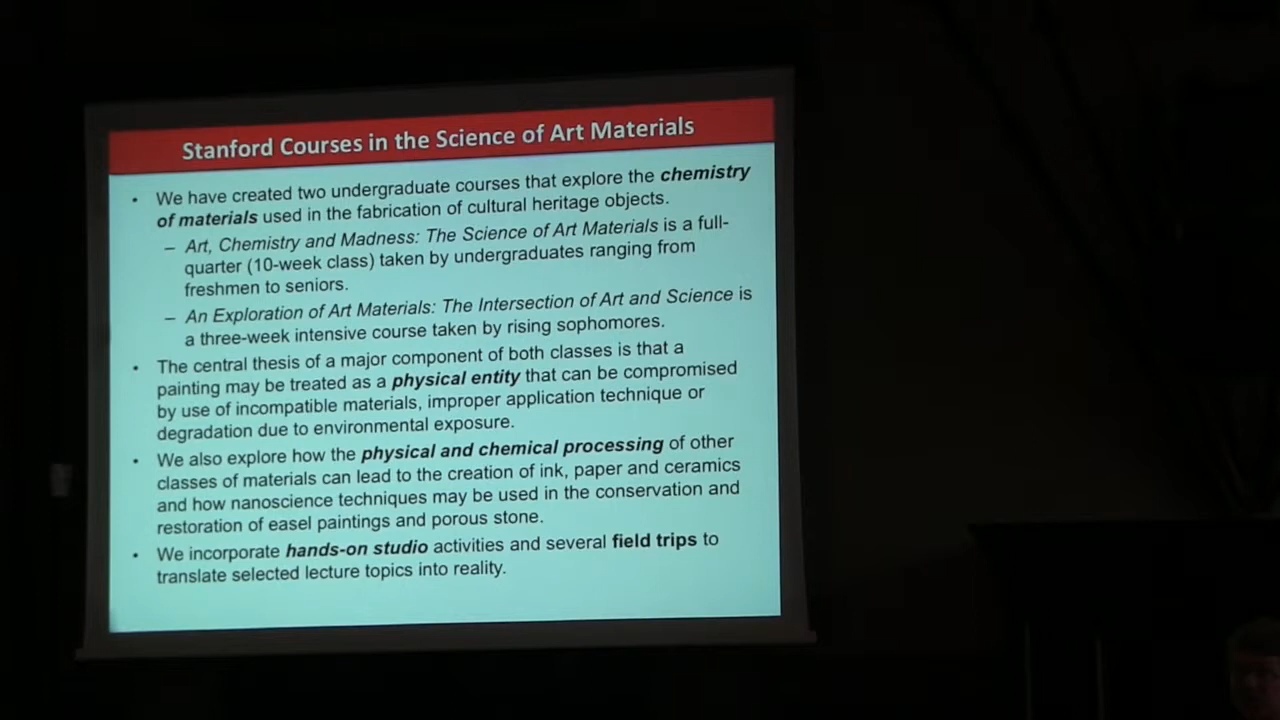 Stanford Courses in the Science of Art Materials
• We have created two undergraduate courses that explore the chemistry
of materials used in the fabrication of cultural heritage objects.
– Art, Chemistry and Madness: The Science of Art Materials is a full-
quarter (10-week class) taken by undergraduates ranging from
freshmen to seniors.
– An Exploration of Art Materials: The Intersection of Art and Science is
a three-week intensive course taken by rising sophomores.
• The central thesis of a major component of both classes is that a
painting may be treated as a physical entity that can be compromised
by use of incompatible materials, improper application technique or
degradation due to environmental exposure.
• We also explore how the physical and chemical processing of other
classes of materials can lead to the creation of ink, paper and ceramics
and how nanoscience techniques may be used in the conservation and
restoration of easel paintings and porous stone.
• We incorporate hands-on studio activities and several field trips to
translate selected lecture topics into reality.